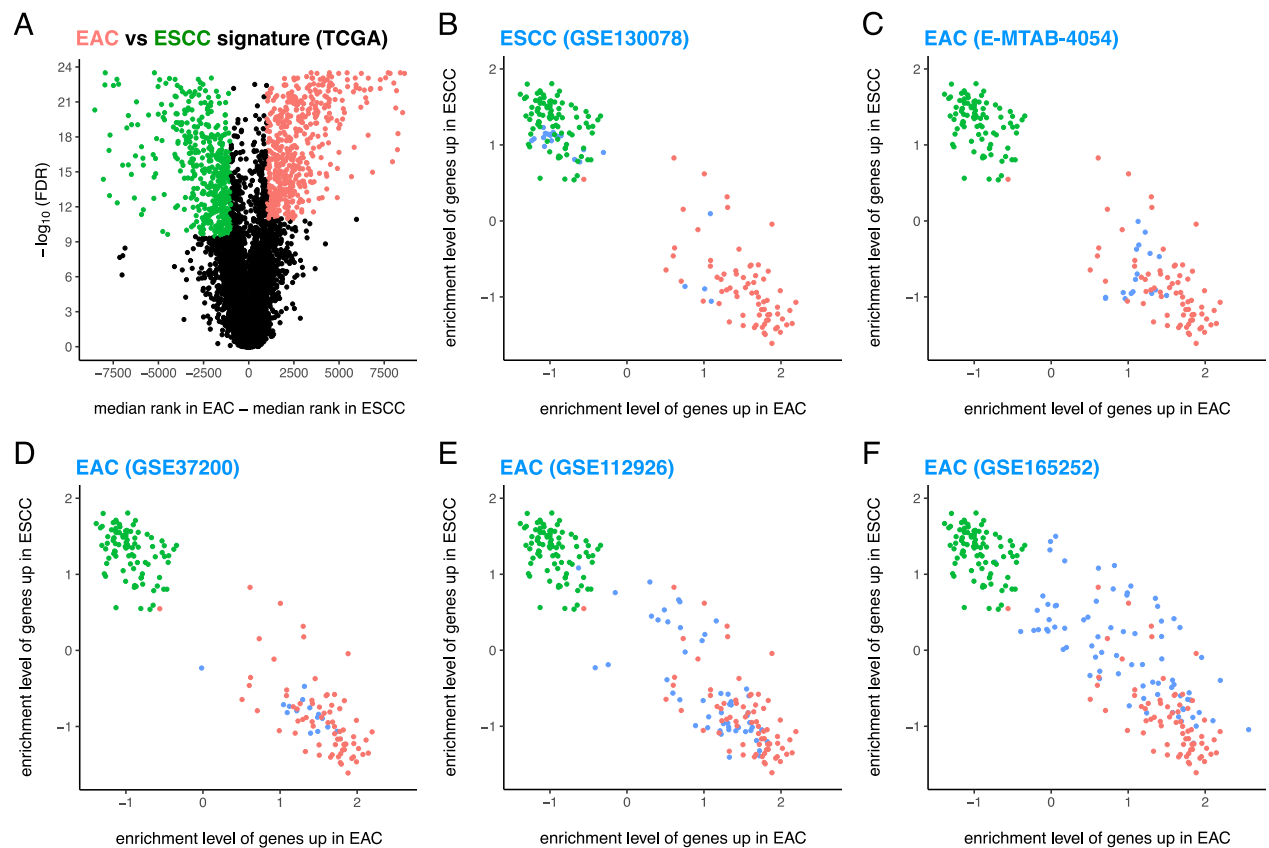 A
EAC vs ESCC signature (TCGA)
−log10 (FDR)
24
21
18
15
12
9
6
3
0
−7500 −5000 −2500 0 2500 5000 7500
median rank in EAC − median rank in ESCC
B
ESCC (GSE130078)
enrichment level of genes up in ESCC
2
1
0
−1
−1 0 1 2
enrichment level of genes up in EAC
C
EAC (E-MTAB-4054)
enrichment level of genes up in ESCC
2
1
0
−1
−1 0 1 2
enrichment level of genes up in EAC
D
EAC (GSE37200)
enrichment level of genes up in ESCC
2
1
0
−1
−1 0 1 2
enrichment level of genes up in EAC
E
EAC (GSE112926)
enrichment level of genes up in ESCC
2
1
0
−1
−1 0 1 2
enrichment level of genes up in EAC
F
EAC (GSE165252)
enrichment level of genes up in ESCC
2
1
0
−1
−1 0 1 2
enrichment level of genes up in EAC